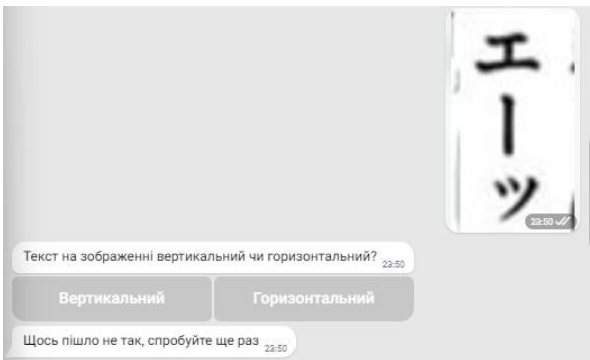 エーッ
23:50
Текст на зображенні вертикальний чи горизонтальний? 23:50
Вертикальний Горизонтальний
Щось пішло не так, спробуйте ще раз 23:50